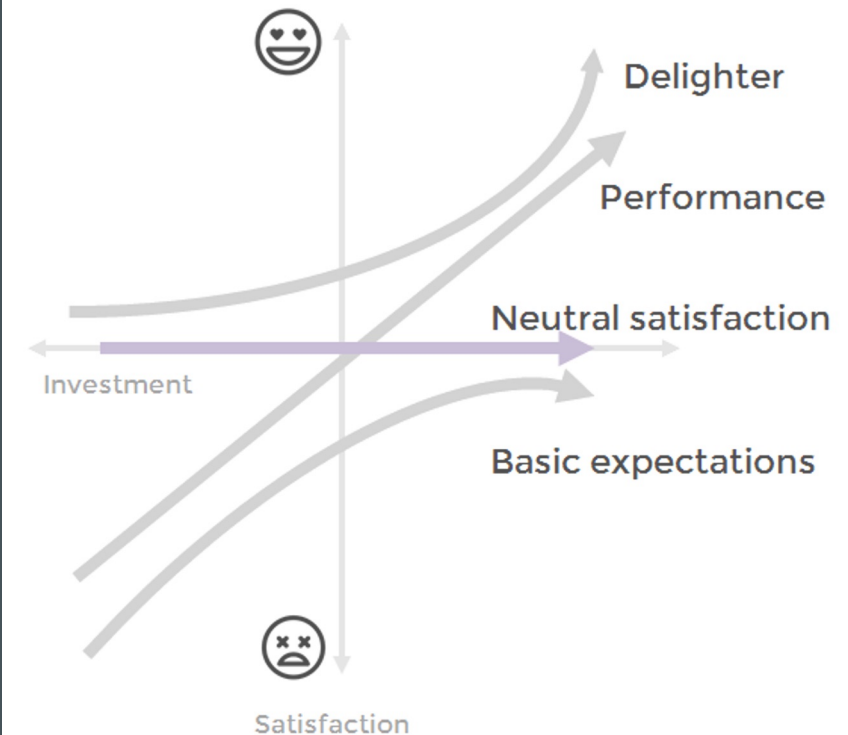 Delighter
Performance
Neutral satisfaction
Investment
Basic expectations
Satisfaction